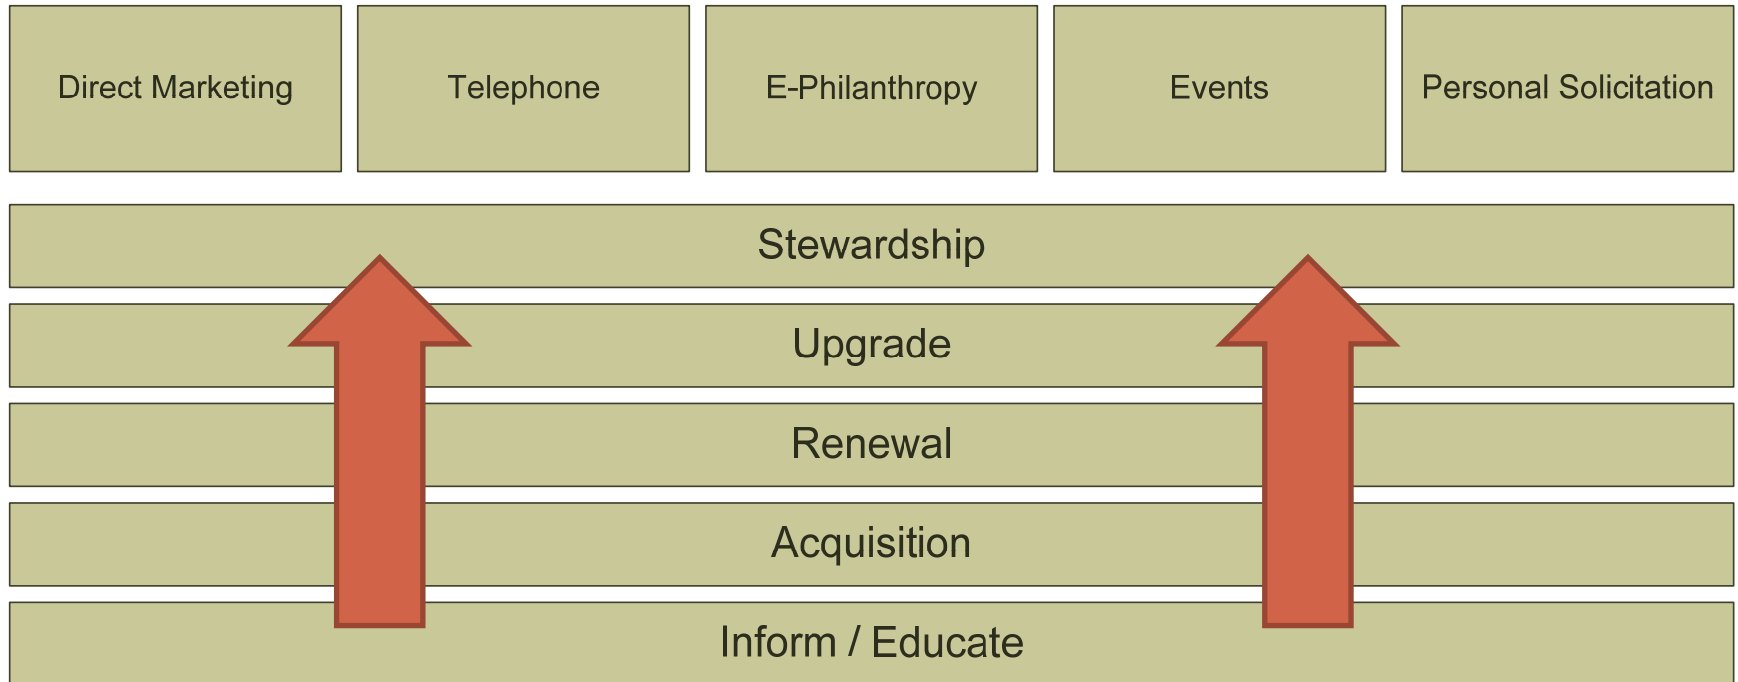 Direct Marketing
Telephone
E-Philanthropy
Events
Personal Solicitation
Stewardship
Upgrade
Renewal
Acquisition
Inform / Educate